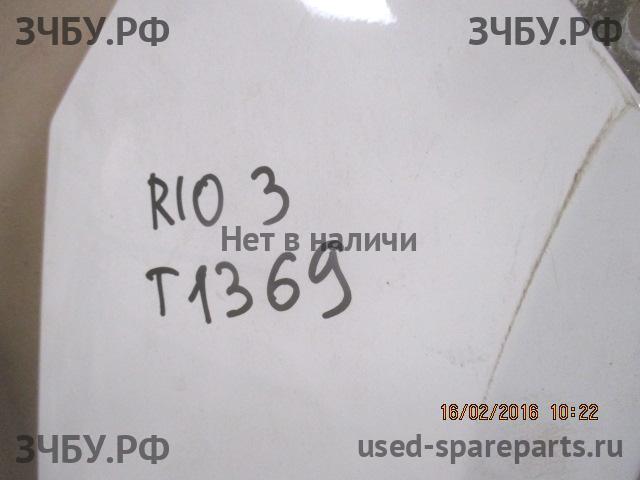 ЗЧБУ.РФ ЗЧБУ.РФ
RIO 3
Нет в наличи
T1369
16/02/2016 10:22
ЗЧБУ.РФ used-spareparts.ru